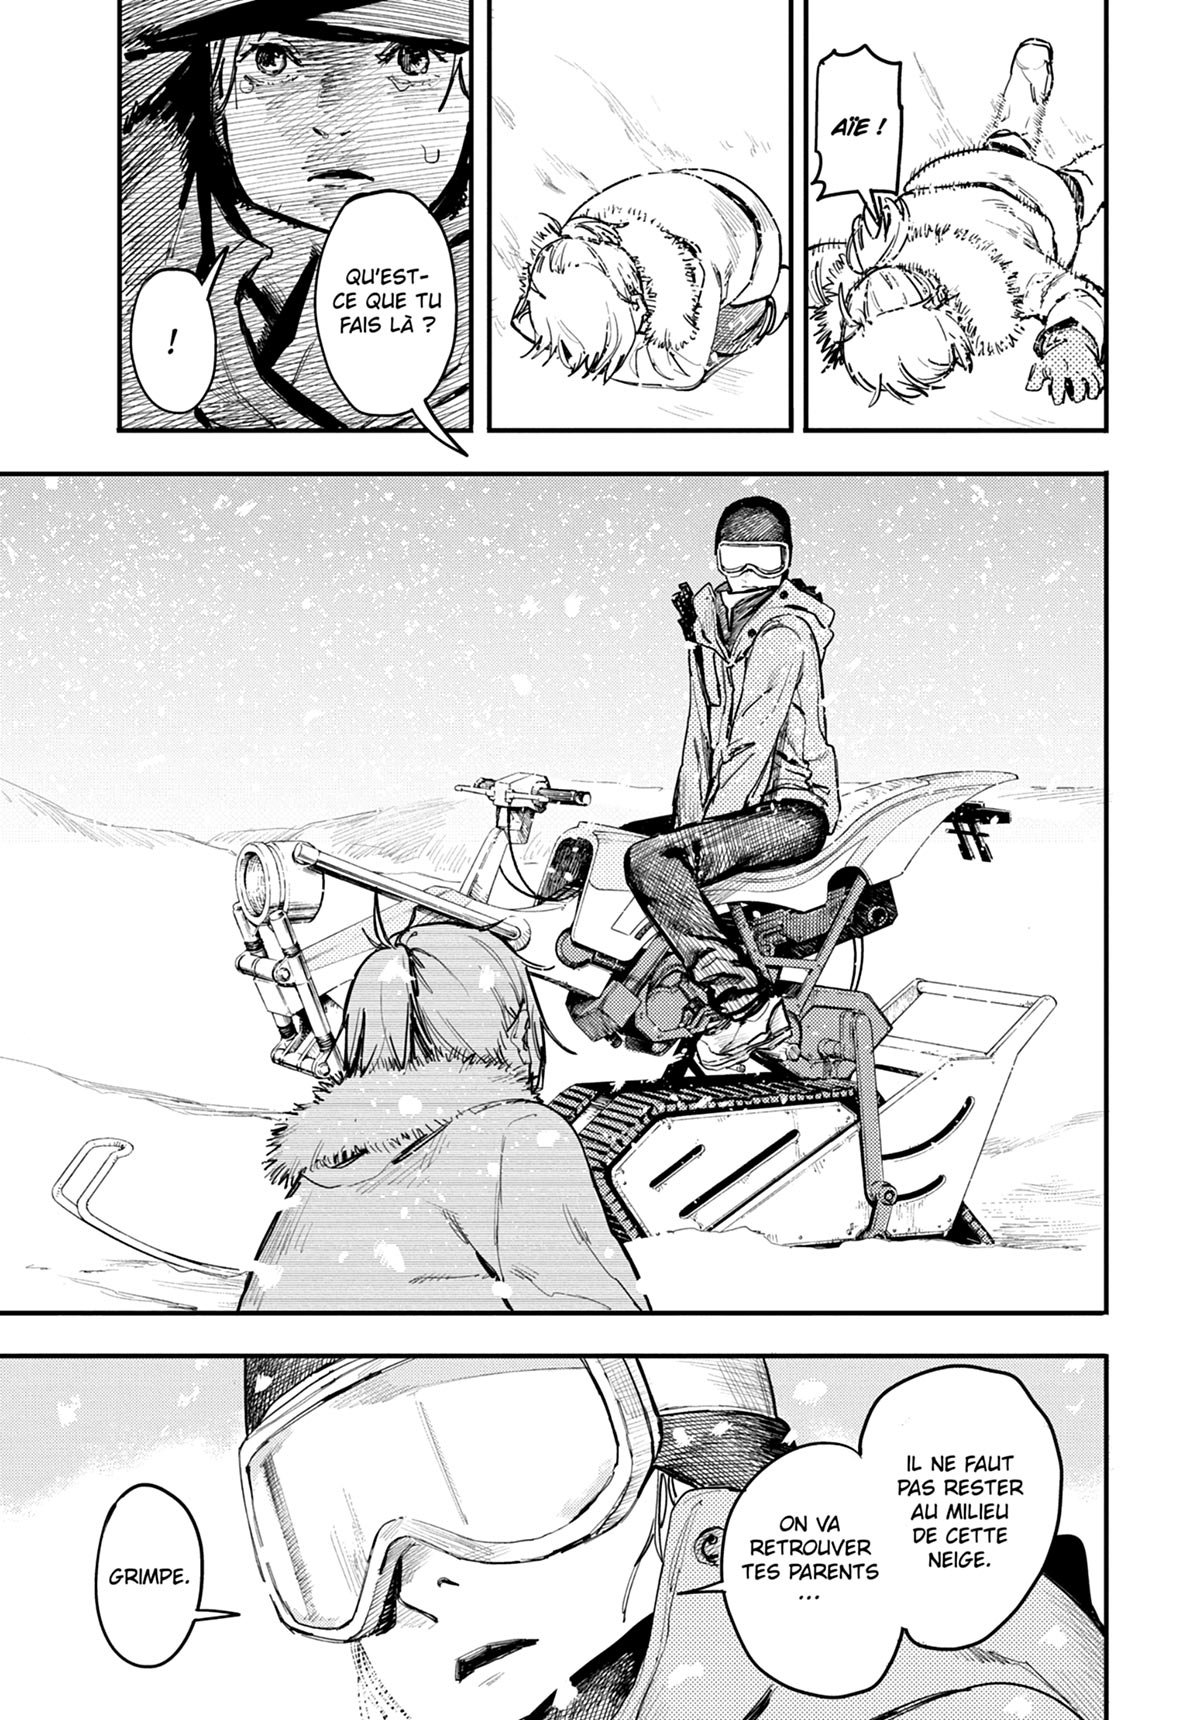 AÏE !
QU'EST-
CE QUE TU
FAIS LÀ ?
!
IL NE FAUT
PAS RESTER
AU MILIEU
DE CETTE
NEIGE.
ON VA
RETROUVER
TES PARENTS
...
GRIMPE.